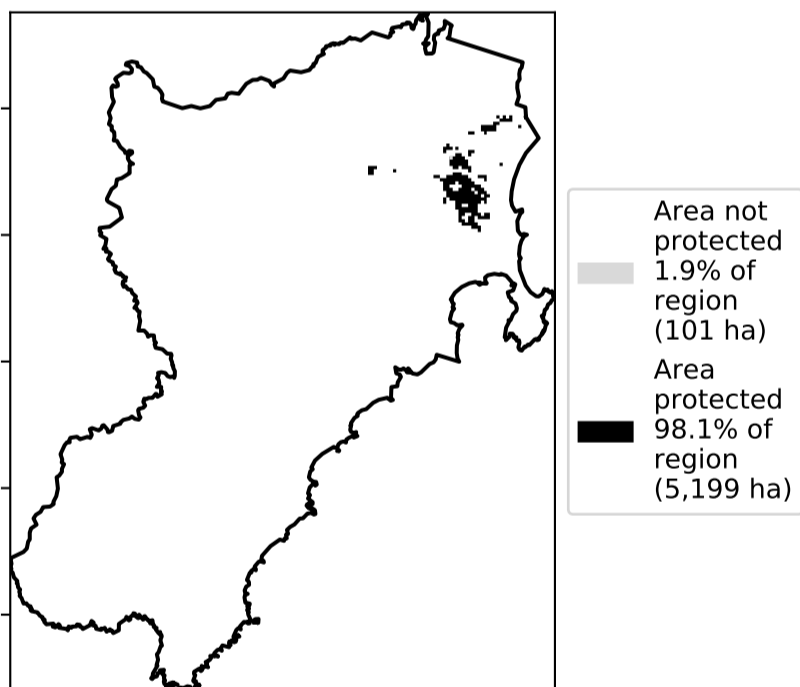 Area not
protected
1.9% of
region
(101 ha)
Area
protected
98.1% of
region
(5,199 ha)